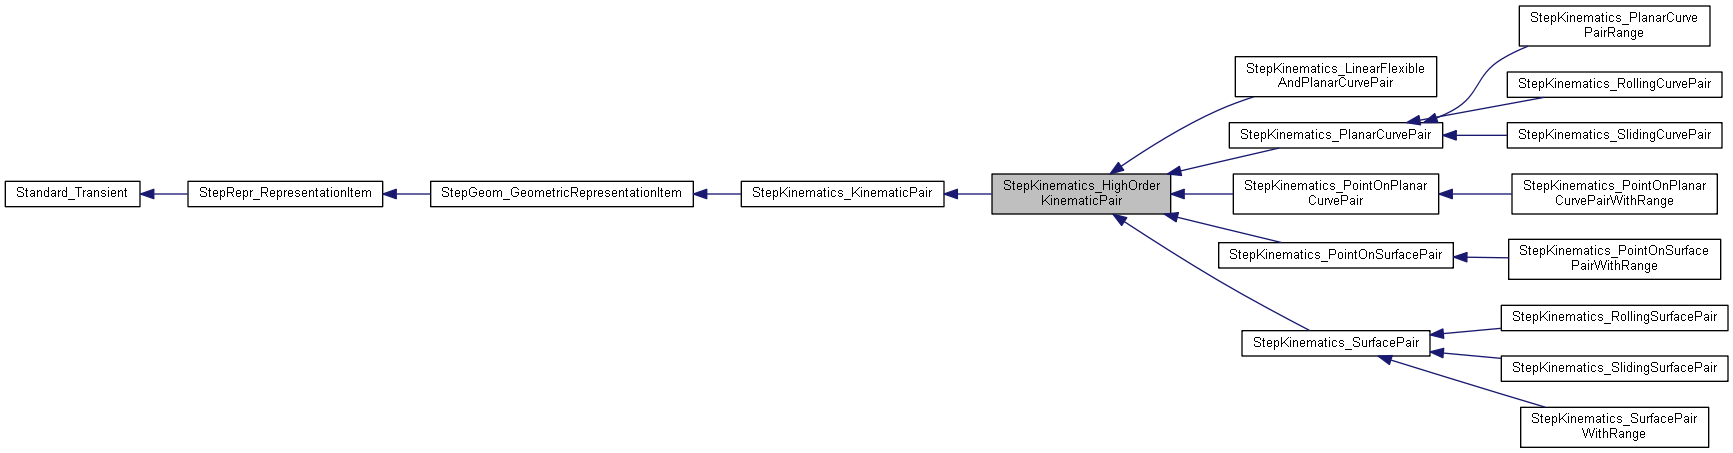 Standard_Transient
StepRepr_RepresentationItem
StepGeom_GeometricRepresentationItem
StepKinematics_KinematicPair
StepKinematics_HighOrder
KinematicPair
StepKinematics_LinearFlexible
AndPlanarCurvePair
StepKinematics_PlanarCurvePair
StepKinematics_PointOnPlanar
CurvePair
StepKinematics_PointOnSurfacePair
StepKinematics_SurfacePair
StepKinematics_PlanarCurve
PairRange
StepKinematics_RollingCurvePair
StepKinematics_SlidingCurvePair
StepKinematics_PointOnPlanar
CurvePairWithRange
StepKinematics_PointOnSurface
PairWithRange
StepKinematics_RollingSurfacePair
StepKinematics_SlidingSurfacePair
StepKinematics_SurfacePair
WithRange